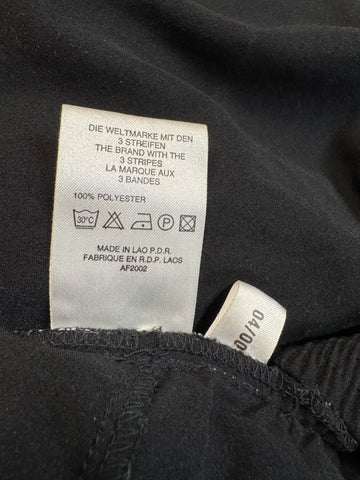 DIE WELTMARKE MIT DEN
3 STREIFEN
THE BRAND WITH THE
3 STRIPES
LA MARQUE AUX
3 BANDES
100% POLYESTER
30°C P
MADE IN LAO P.D.R.
FABRIQUE EN R.D.P. LAOS
AF2002
04/00